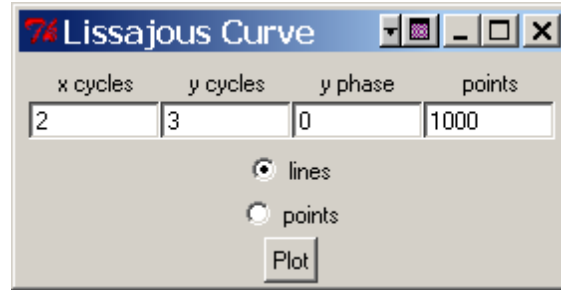 Lissajous Curve
x cycles y cycles y phase points
2 3 0 1000
lines
points
Plot